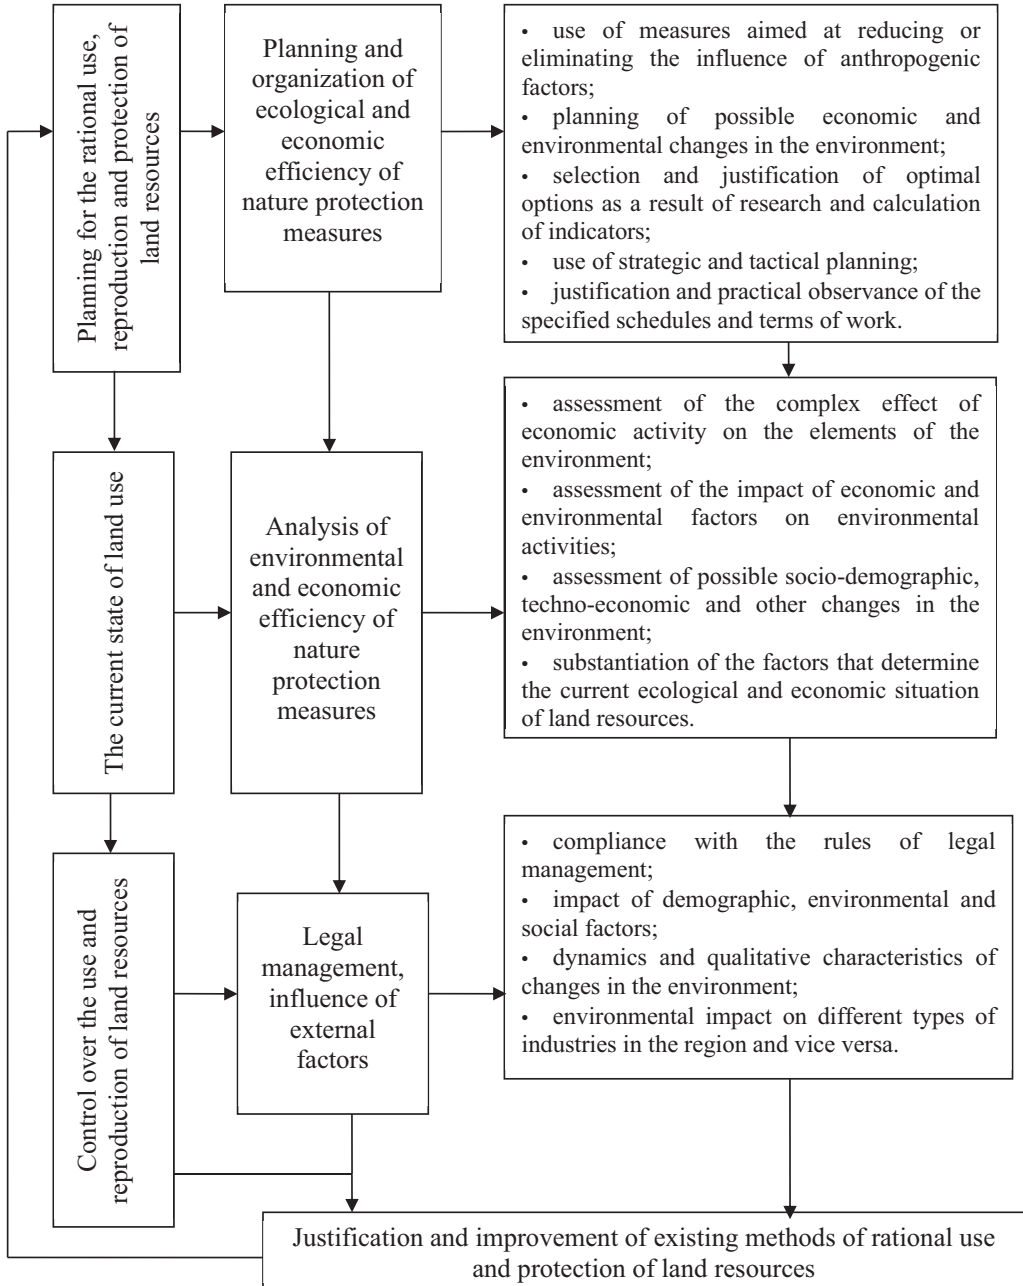 Planning for the rational use,
reproduction and protection of
land resources
Planning and
organization of
ecological and
economic
efficiency of
nature protection
measures
• use of measures aimed at reducing or
eliminating the influence of anthropogenic
factors;
• planning of possible economic and
environmental changes in the environment;
• selection and justification of optimal
options as a result of research and calculation
of indicators;
• use of strategic and tactical planning;
• justification and practical observance of the
specified schedules and terms of work.
The current state of land use
Analysis of
environmental
and economic
efficiency of
nature
protection
measures
• assessment of the complex effect of
economic activity on the elements of the
environment;
• assessment of the impact of economic and
environmental factors on environmental
activities;
• assessment of possible socio-demographic,
techno-economic and other changes in the
environment;
• substantiation of the factors that determine
the current ecological and economic situation
of land resources.
Control over the use and
reproduction of land resources
Legal
management,
influence of
external
factors
• compliance with the rules of legal
management;
• impact of demographic, environmental and
social factors;
• dynamics and qualitative characteristics of
changes in the environment;
• environmental impact on different types of
industries in the region and vice versa.
Justification and improvement of existing methods of rational use
and protection of land resources